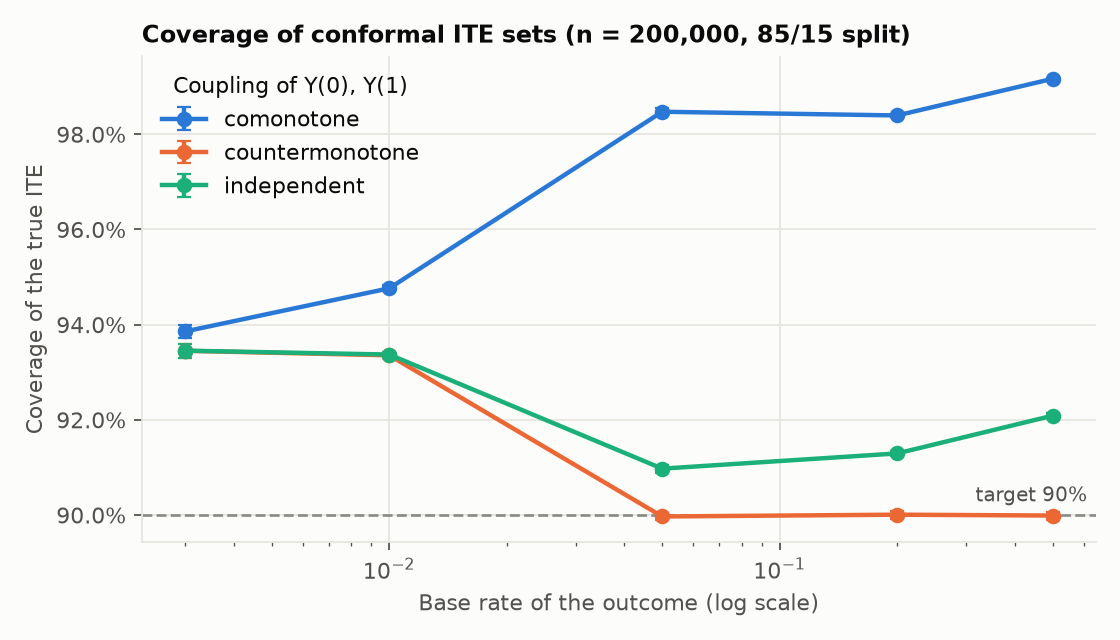 Coverage of conformal ITE sets (n = 200,000, 85/15 split)
Coupling of Y(0), Y(1)
comonotone
countermonotone
independent
98.0%
96.0%
94.0%
92.0%
90.0%
Coverage of the true ITE
target 90%
10⁻²
10⁻¹
Base rate of the outcome (log scale)